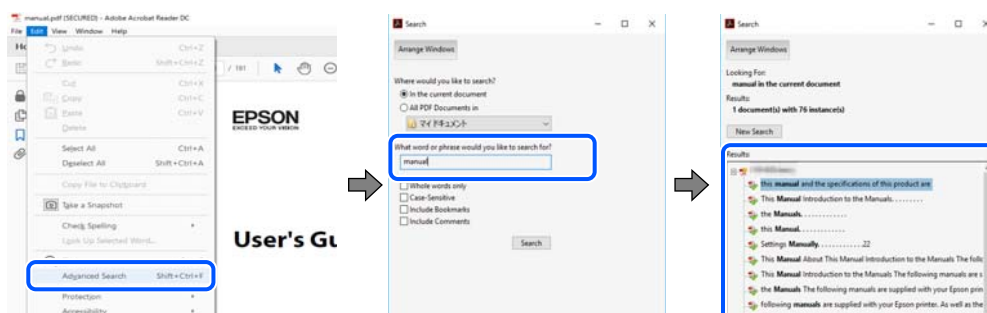 manual.pdf (SECURED) - Adobe Acrobat Reader DC
File Edit View Window Help
Undo Ctrl+Z
Redo Shift+Ctrl+Z
Cut Ctrl+X
Copy Ctrl+C
Paste Ctrl+V
Delete
Select All Ctrl+A
Deselect All Shift+Ctrl+A
Copy File to Clipboard
Take a Snapshot
Check Spelling
Look Up Selected Word...
Advanced Search Shift+Ctrl+F
Protection
Accessibility
/ 181
EPSON
EXCEED YOUR VISION
User's Gu
Search
Arrange Windows
Where would you like to search?
In the current document
All PDF Documents in
マイ ドキュメント
What word or phrase would you like to search for?
manual
Whole words only
Case-Sensitive
Include Bookmarks
Include Comments
Search
Search
Arrange Windows
Looking For:
manual in the current document
Results:
1 document(s) with 76 instance(s)
New Search
Results:
this manual and the specifications of this product are
This Manual Introduction to the Manuals. . . . . . . . .
the Manuals. . . . . . . . . . . . .
this Manual. . . . . . . . . . . . .
Settings Manually. . . . . . . . . . . . .22
This Manual About This Manual Introduction to the Manuals The follo
This Manual Introduction to the Manuals The following manuals are s
the Manuals The following manuals are supplied with your Epson prin
following manuals are supplied with your Epson printer. As well as the